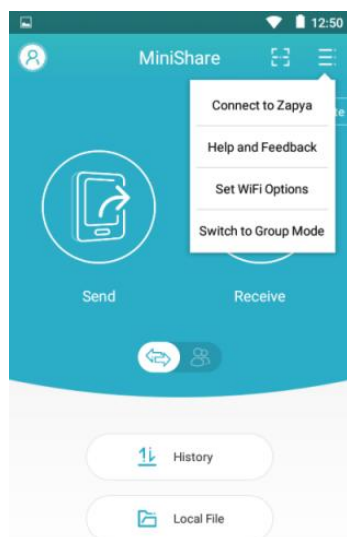 12:50
MiniShare
Connect to Zapya
Help and Feedback
Set WiFi Options
Switch to Group Mode
Send
Receive
History
Local File